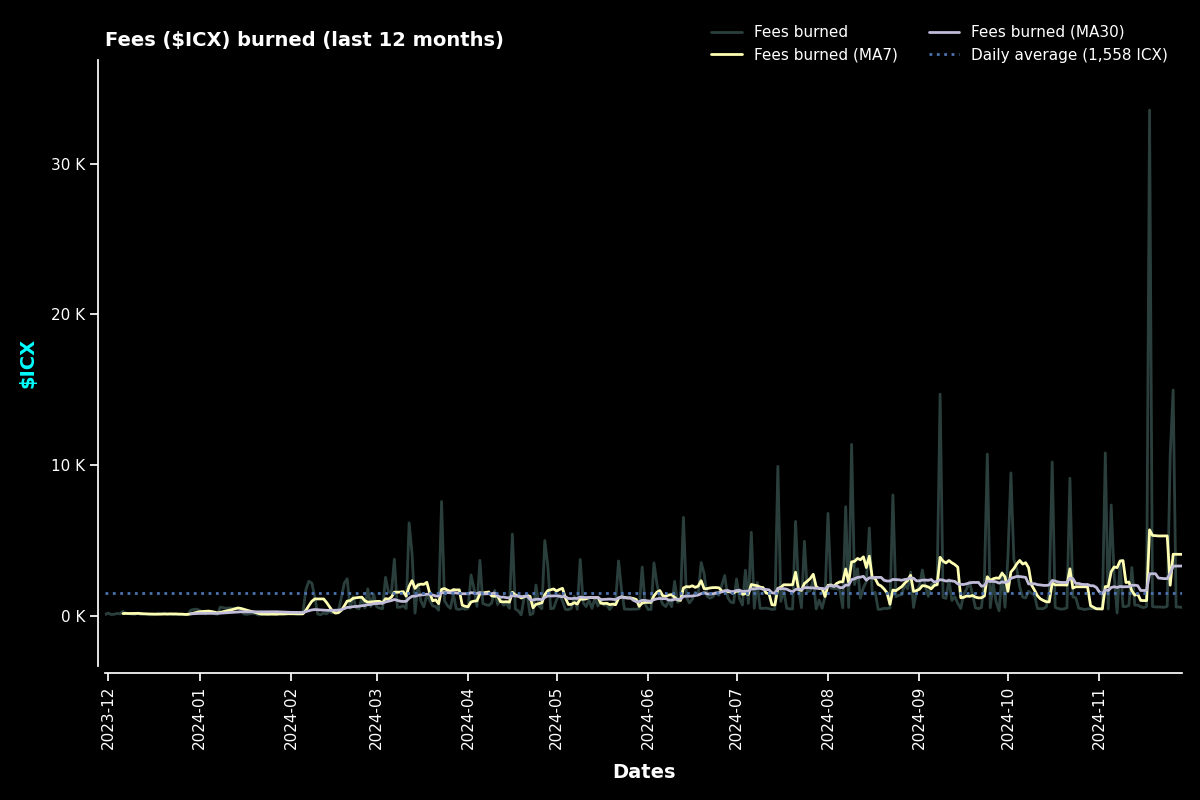 Fees ($ICX) burned (last 12 months)
Fees burned
Fees burned (MA7)
Fees burned (MA30)
Daily average (1,558 ICX)
$ICX
30 K
20 K
10 K
0 K
2023-12
2024-01
2024-02
2024-03
2024-04
2024-05
2024-06
2024-07
2024-08
2024-09
2024-10
2024-11
Dates